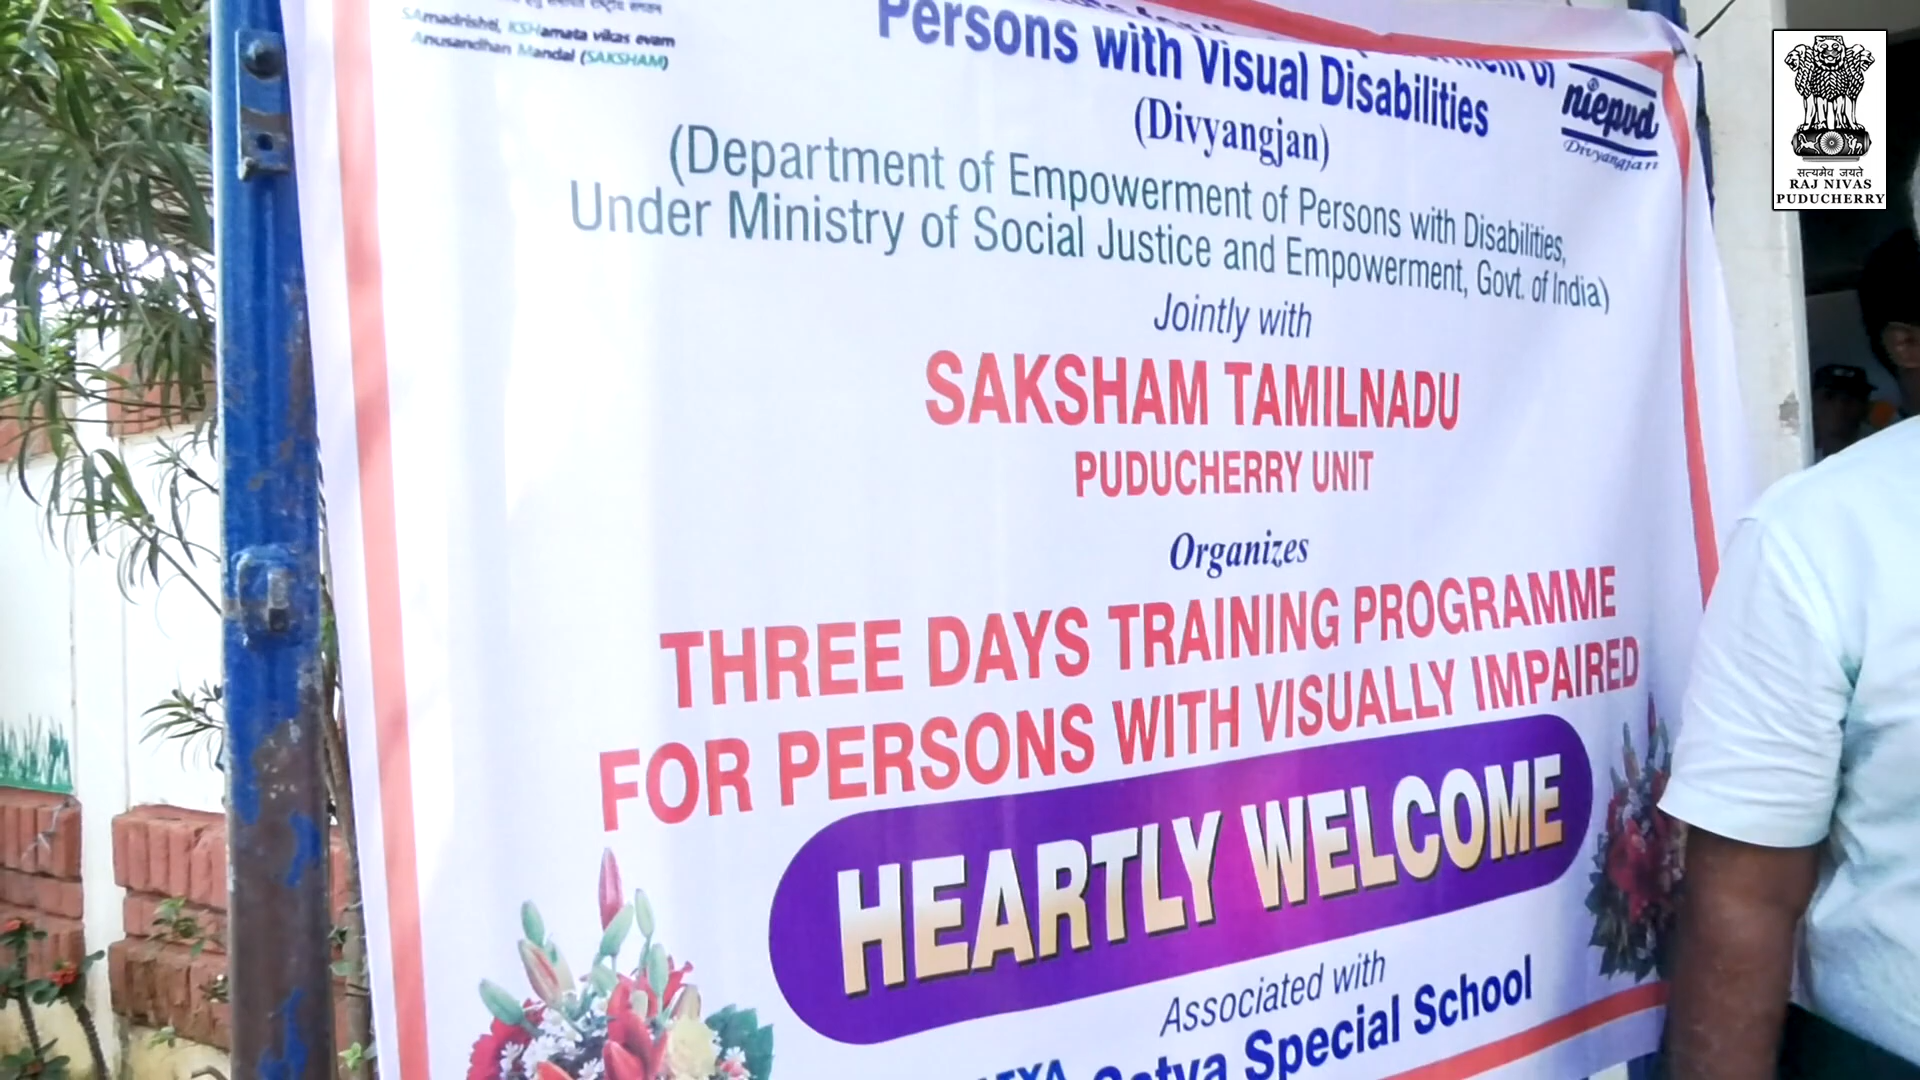 SAmadrishti, KSHamata vikas evam
Anusandhan Mandal (SAKSHAM)
Persons with Visual Disabilities
(Divyangjan)
niepvd
Divyangjan
(Department of Empowerment of Persons with Disabilities,
Under Ministry of Social Justice and Empowerment, Govt. of India)
Jointly with
SAKSHAM TAMILNADU
PUDUCHERRY UNIT
Organizes
THREE DAYS TRAINING PROGRAMME
FOR PERSONS WITH VISUALLY IMPAIRED
HEARTLY WELCOME
Associated with
Satya Special School
सत्यमेव जयते
RAJ NIVAS
PUDUCHERRY